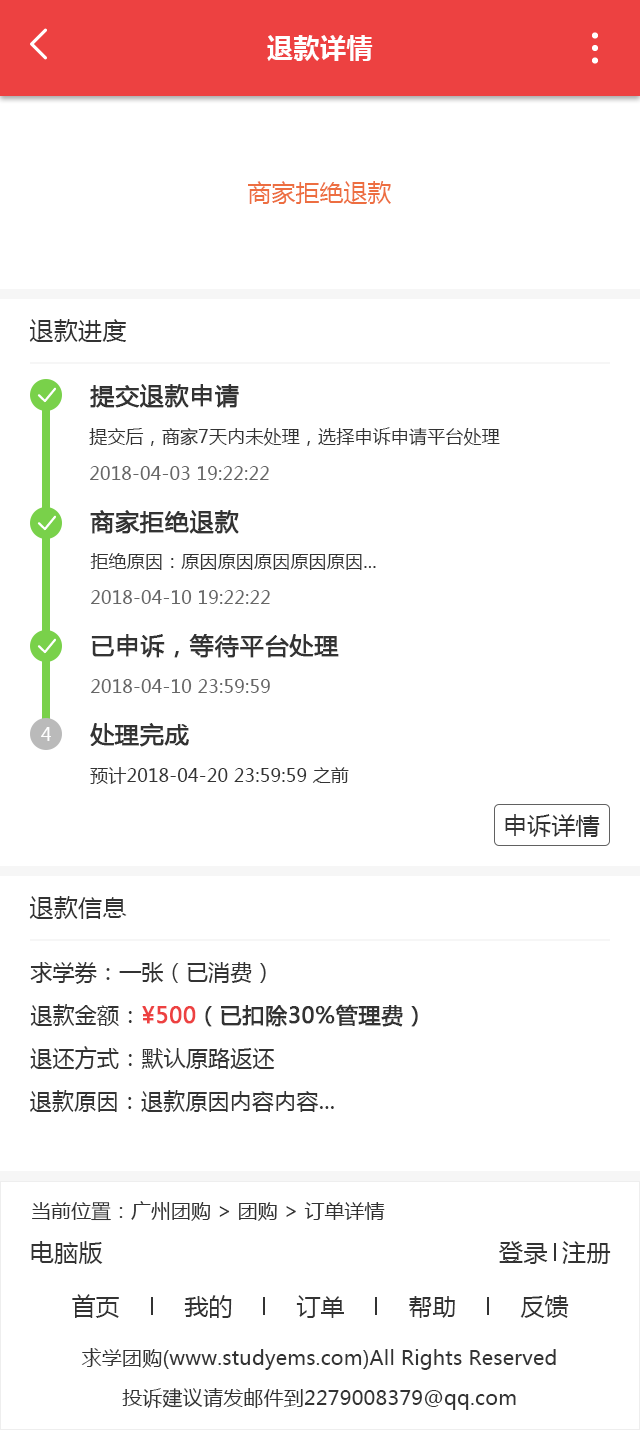 退款详情
商家拒绝退款
退款进度
提交退款申请
提交后，商家7天内未处理，选择申诉申请平台处理
2018-04-03 19:22:22
商家拒绝退款
拒绝原因：原因原因原因原因原因...
2018-04-10 19:22:22
已申诉，等待平台处理
2018-04-10 23:59:59
4 处理完成
预计2018-04-20 23:59:59 之前
申诉详情
退款信息
求学券：一张（已消费）
退款金额：¥500（已扣除30%管理费）
退还方式：默认原路返还
退款原因：退款原因内容内容...
当前位置：广州团购 > 团购 > 订单详情
电脑版 登录 | 注册
首页 | 我的 | 订单 | 帮助 | 反馈
求学团购(www.studyems.com)All Rights Reserved
投诉建议请发邮件到2279008379@qq.com